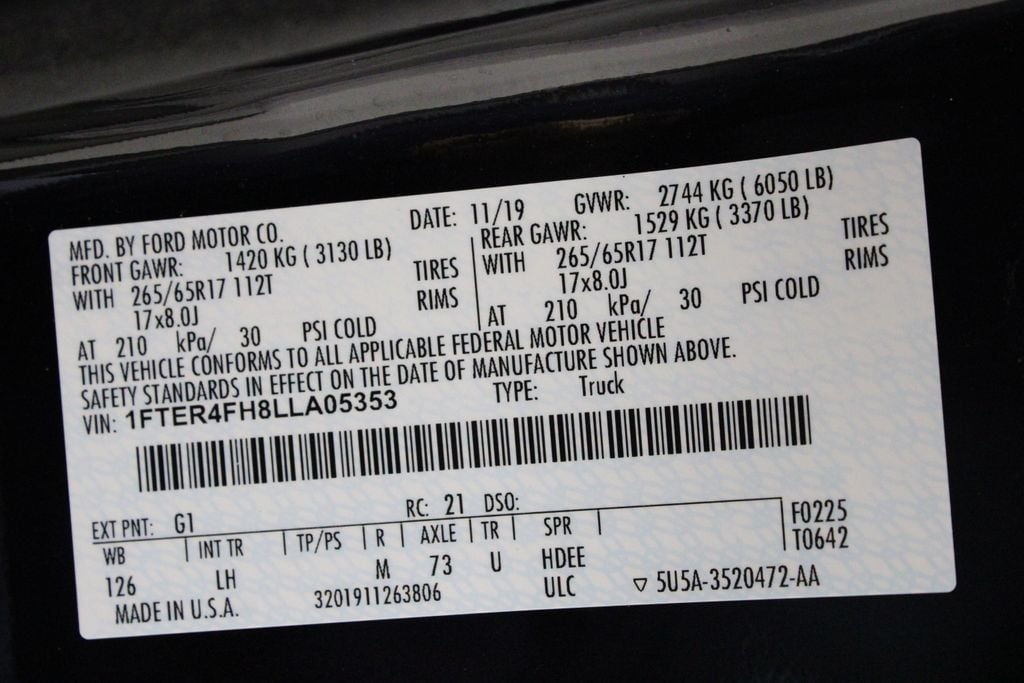 MFD. BY FORD MOTOR CO. DATE: 11/19 GVWR: 2744 KG ( 6050 LB)
FRONT GAWR: 1420 KG ( 3130 LB) REAR GAWR: 1529 KG ( 3370 LB)
WITH 265/65R17 112T TIRES WITH 265/65R17 112T TIRES
17x8.0J RIMS 17x8.0J RIMS
AT 210 kPa/ 30 PSI COLD AT 210 kPa/ 30 PSI COLD
THIS VEHICLE CONFORMS TO ALL APPLICABLE FEDERAL MOTOR VEHICLE
SAFETY STANDARDS IN EFFECT ON THE DATE OF MANUFACTURE SHOWN ABOVE.
VIN: 1FTER4FH8LLA05353 TYPE: Truck
EXT PNT: G1 RC: 21 DSO: F0225
WB INT TR TP/PS R AXLE TR SPR T0642
126 LH M 73 U HDEE
MADE IN U.S.A. 3201911263806 ULC ▽ 5U5A-3520472-AA